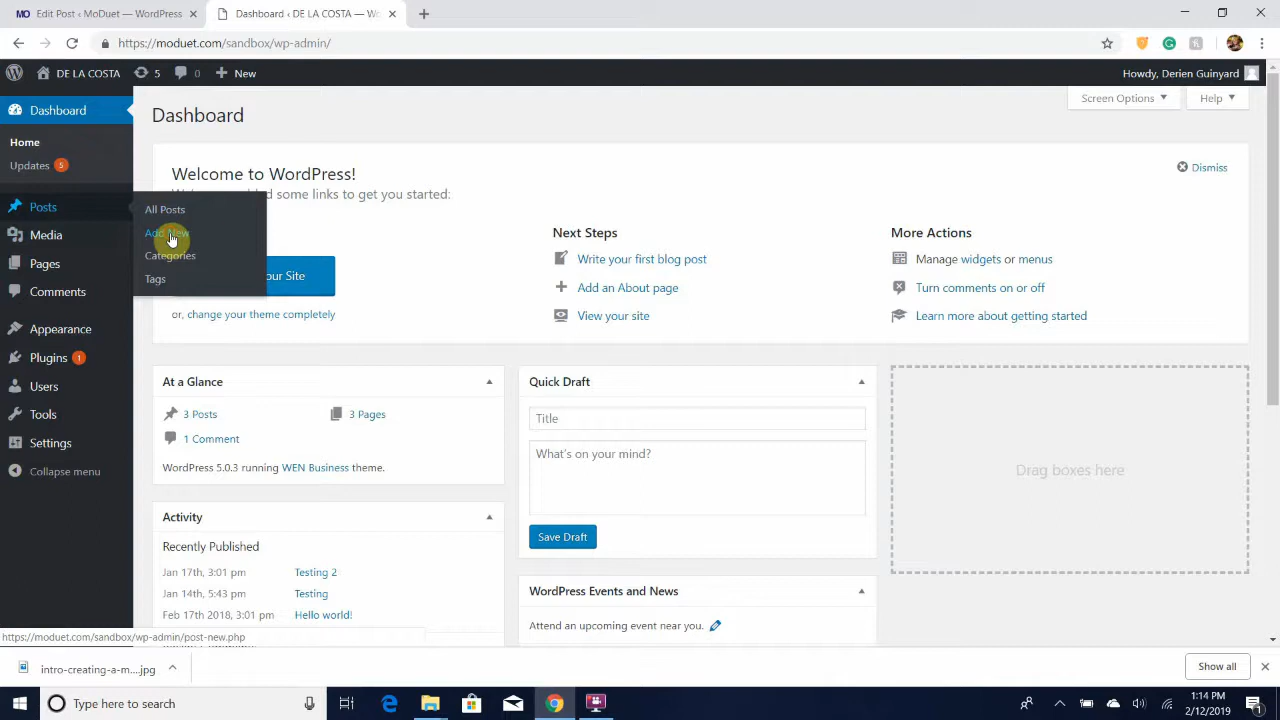 MO Edit Post ‹ MoDuet — WordPress
Dashboard ‹ DE LA COSTA — Wo
https://moduet.com/sandbox/wp-admin/
DE LA COSTA 5 0 New
Howdy, Derien Guinyard
Screen Options
Help
Dashboard
Home
Updates 5
Posts
Media
Pages
Comments
Appearance
Plugins 1
Users
Tools
Settings
Collapse menu
All Posts
Add New
Categories
Tags
Dashboard
Welcome to WordPress!
some links to get you started:
Dismiss
our Site
or, change your theme completely
Next Steps
Write your first blog post
Add an About page
View your site
More Actions
Manage widgets or menus
Turn comments on or off
Learn more about getting started
At a Glance
3 Posts
3 Pages
1 Comment
WordPress 5.0.3 running WEN Business theme.
Activity
Recently Published
Jan 17th, 3:01 pm Testing 2
Jan 14th, 5:43 pm Testing
Feb 17th 2018, 3:01 pm Hello world!
Quick Draft
Title
What's on your mind?
Save Draft
WordPress Events and News
Attend an upcoming event near you.
Drag boxes here
https://moduet.com/sandbox/wp-admin/post-new.php
intro-creating-a-m....jpg
Show all
Type here to search
1:14 PM
2/12/2019
1